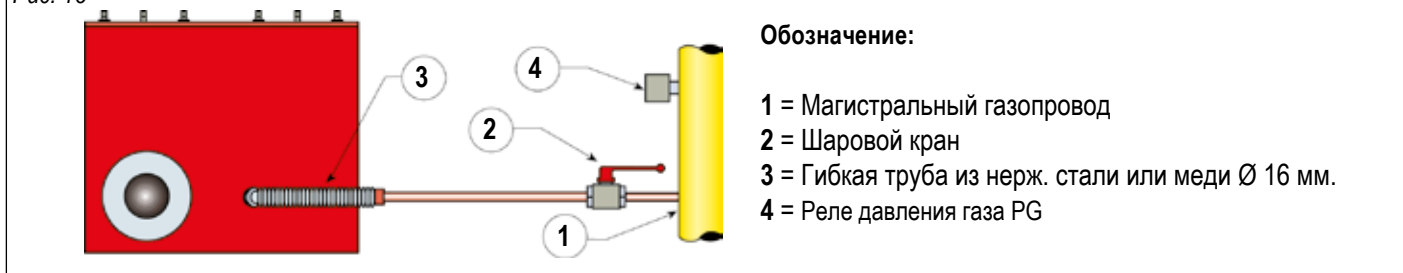 Обозначение:
3
4
1 = Магистральный газопровод
2
2 = Шаровой кран
3 = Гибкая труба из нерж. стали или меди Ø 16 мм.
4 = Реле давления газа PG
1